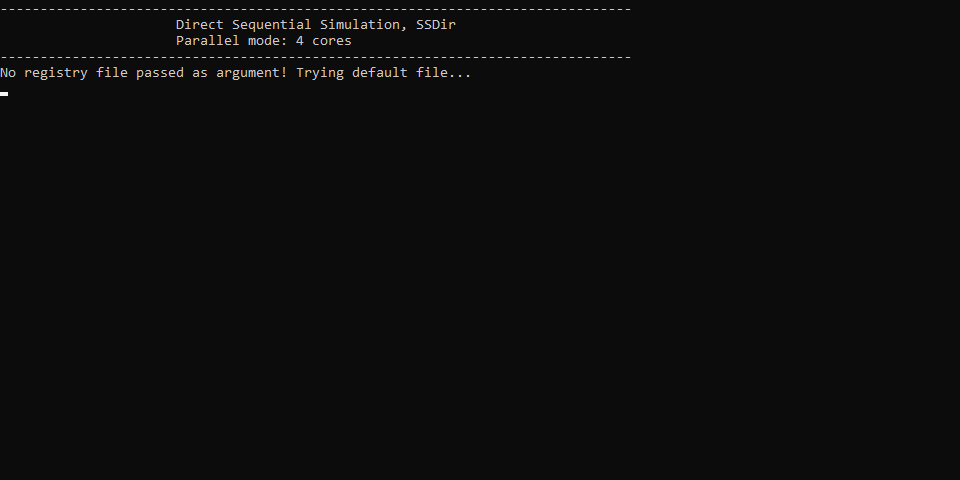 -------------------------------------------------------------------------------
Direct Sequential Simulation, SSDir
Parallel mode: 4 cores
-------------------------------------------------------------------------------
No registry file passed as argument! Trying default file...